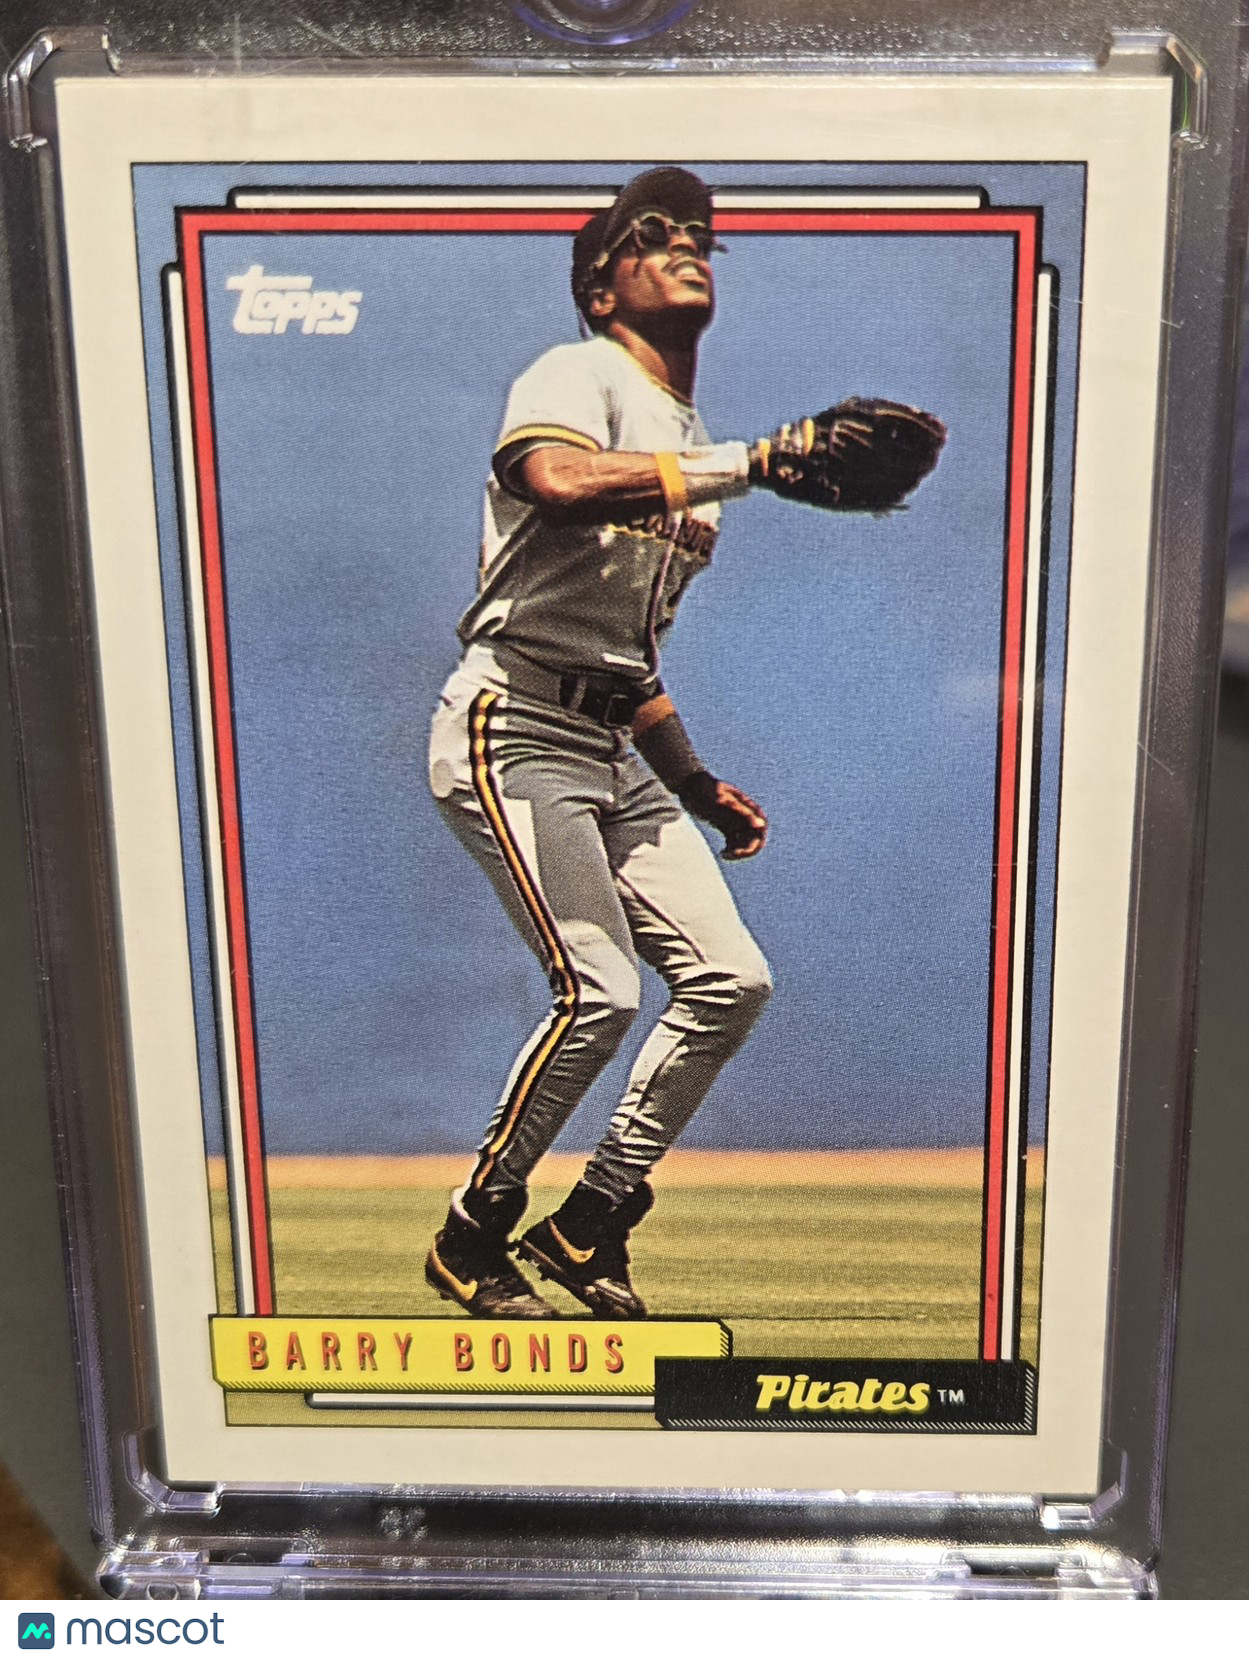 topps
BARRY BONDS
Pirates™
mascot